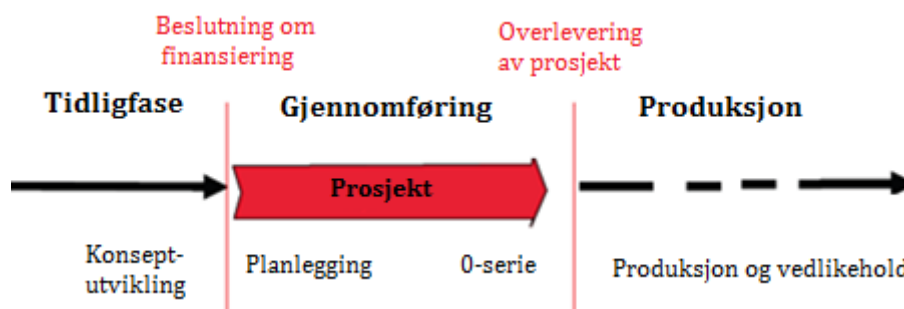 Beslutning om
finansiering
Overlevering
av prosjekt
Tidligfase
Gjennomføring
Produksjon
Prosjekt
Konsept-
utvikling
Planlegging
0-serie
Produksjon og vedlikehold